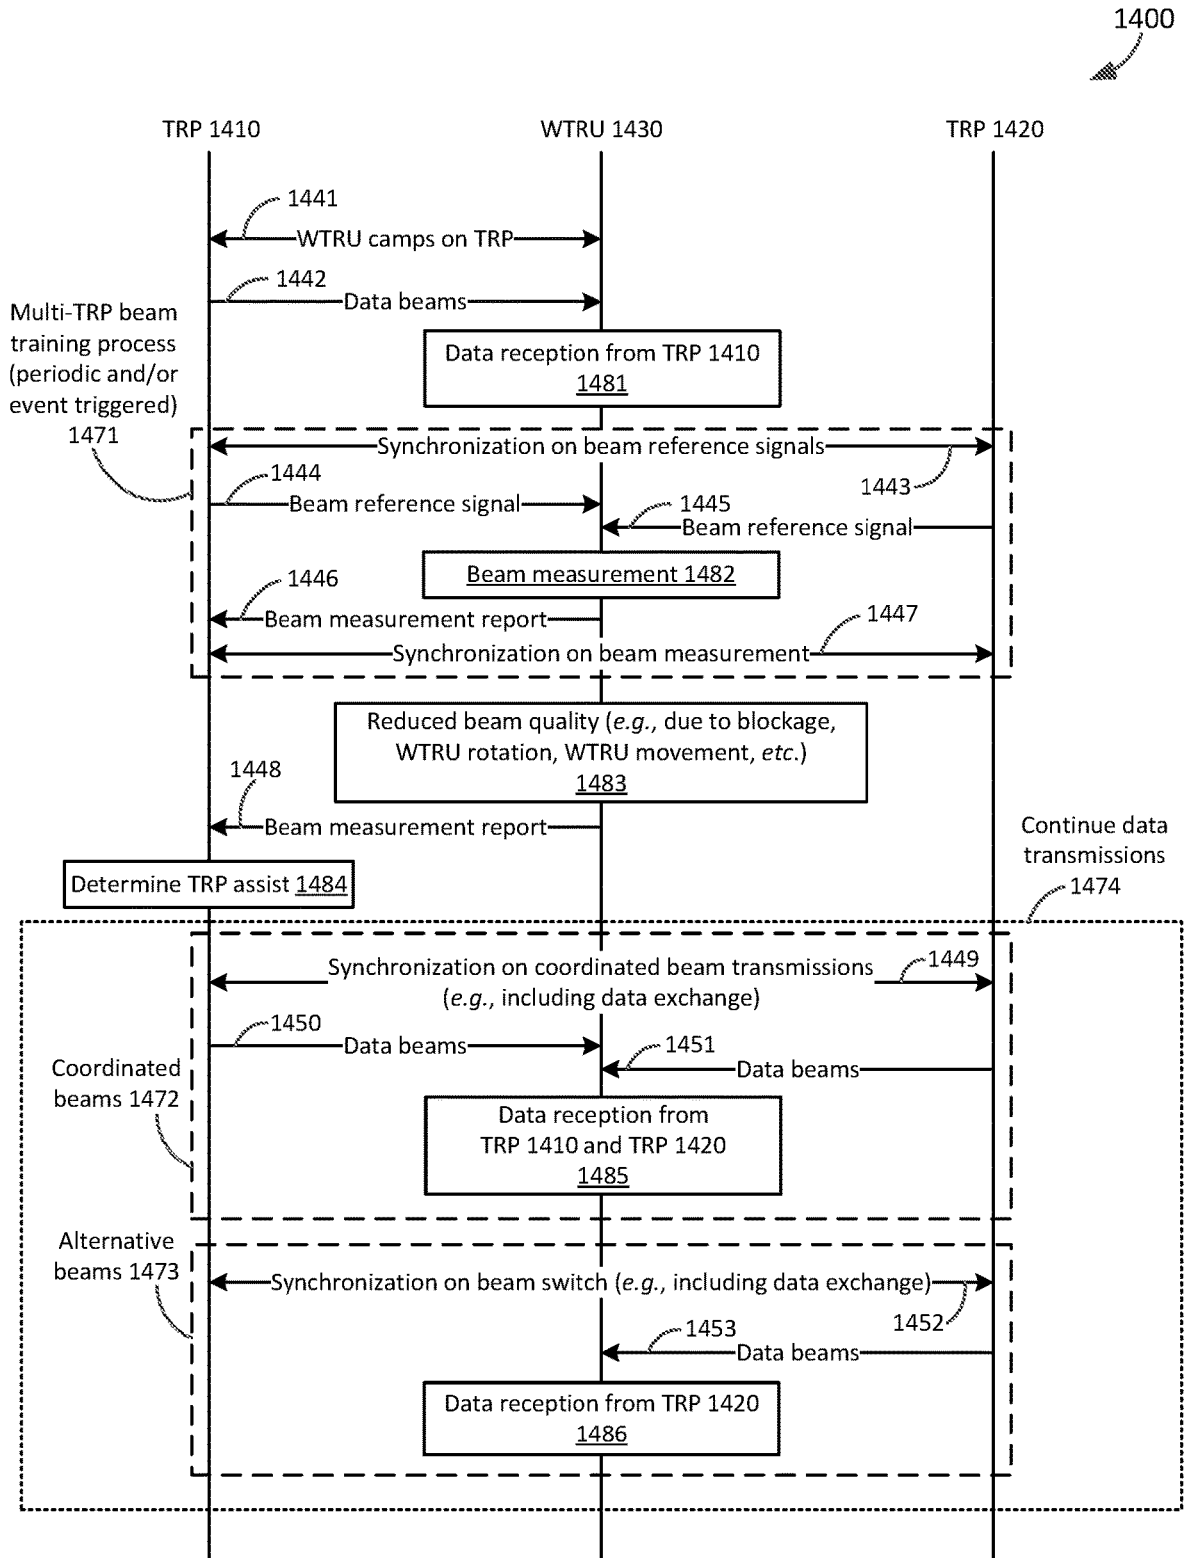 1400
TRP 1410
WTRU 1430
TRP 1420
1441
WTRU camps on TRP
1442
Data beams
Multi-TRP beam
training process
(periodic and/or
event triggered)
1471
Data reception from TRP 1410
1481
Synchronization on beam reference signals
1443
1444
Beam reference signal
1445
Beam reference signal
Beam measurement 1482
1446
Beam measurement report
1447
Synchronization on beam measurement
Reduced beam quality (e.g., due to blockage,
WTRU rotation, WTRU movement, etc.)
1483
1448
Beam measurement report
Continue data
transmissions
1474
Determine TRP assist 1484
Synchronization on coordinated beam transmissions
(e.g., including data exchange)
1449
1450
Data beams
1451
Data beams
Coordinated
beams 1472
Data reception from
TRP 1410 and TRP 1420
1485
Alternative
beams 1473
Synchronization on beam switch (e.g., including data exchange)
1452
1453
Data beams
Data reception from TRP 1420
1486